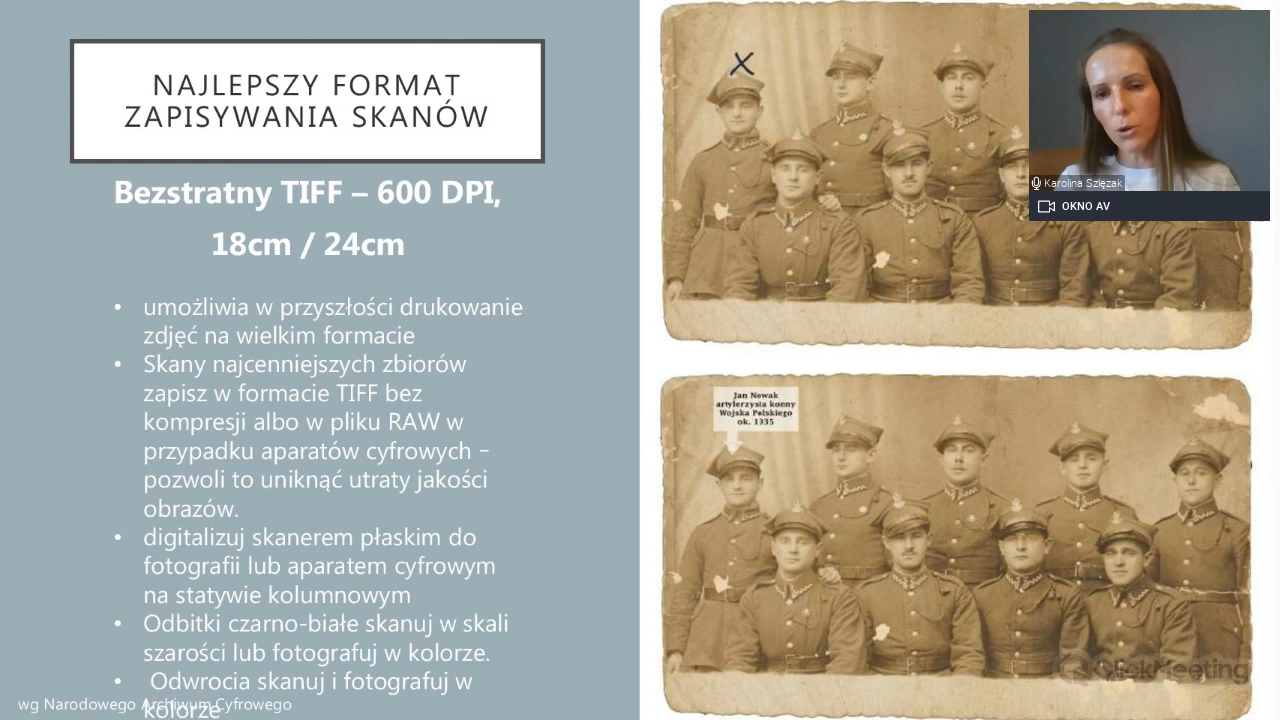 NAJLEPSZY FORMAT
ZAPISYWANIA SKANÓW
Bezstratny TIFF – 600 DPI,
18cm / 24cm
• umożliwia w przyszłości drukowanie
zdjęć na wielkim formacie
• Skany najcenniejszych zbiorów
zapisz w formacie TIFF bez
kompresji albo w pliku RAW w
przypadku aparatów cyfrowych –
pozwoli to uniknąć utraty jakości
obrazów.
• digitalizuj skanerem płaskim do
fotografii lub aparatem cyfrowym
na statywie kolumnowym
• Odbitki czarno-białe skanuj w skali
szarości lub fotografuj w kolorze.
• Odwrocia skanuj i fotografuj w
kolorze
wg Narodowego Archiwum Cyfrowego
X
Karolina Szlęzak
OKNO AV
Jan Nowak
artylerzysta konny
Wojska Polskiego
ok. 1935
ClickMeeting